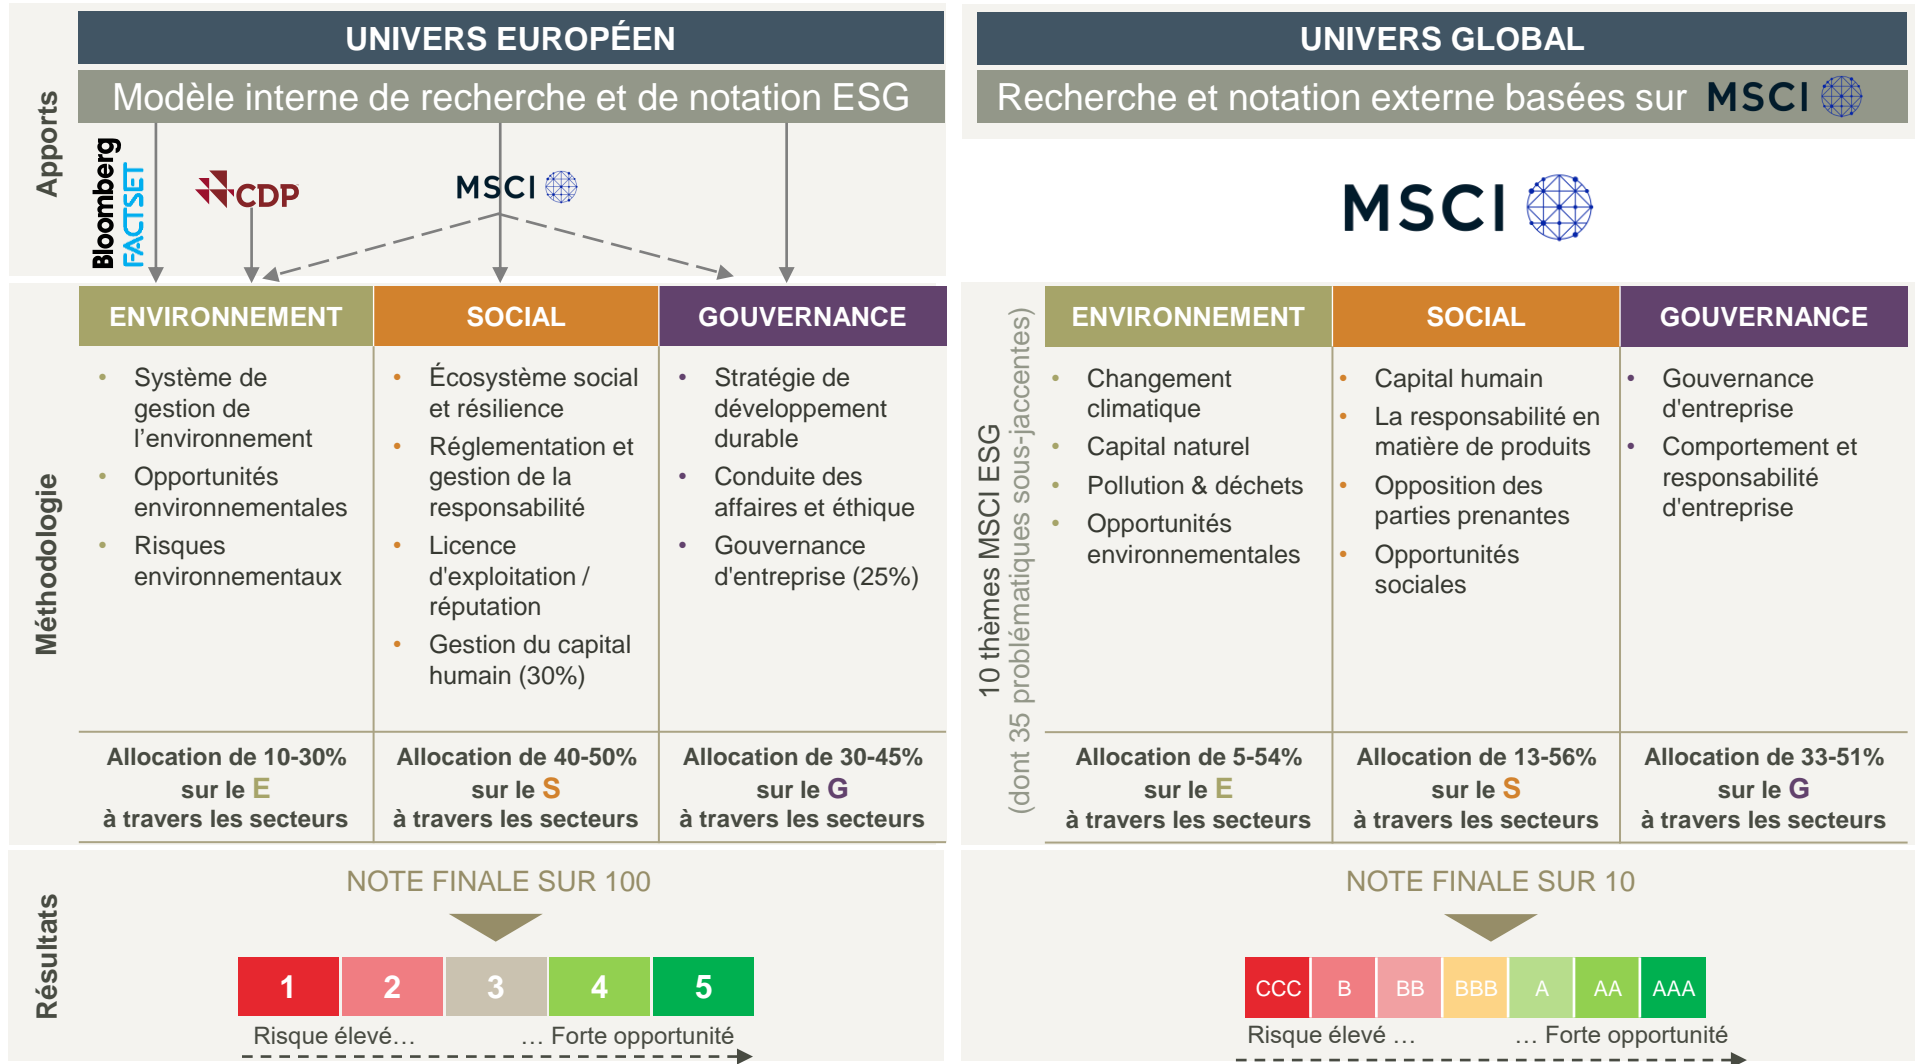 UNIVERS EUROPÉEN
Modèle interne de recherche et de notation ESG
Apports
Bloomberg
FACTSET
CDP
MSCI
UNIVERS GLOBAL
Recherche et notation externe basées sur MSCI
MSCI
Méthodologie
ENVIRONNEMENT
• Système de
gestion de
l’environnement
• Opportunités
environnementales
• Risques
environnementaux
Allocation de 10-30%
sur le E
à travers les secteurs
SOCIAL
• Écosystème social
et résilience
• Réglementation et
gestion de la
responsabilité
• Licence
d'exploitation /
réputation
• Gestion du capital
humain (30%)
Allocation de 40-50%
sur le S
à travers les secteurs
GOUVERNANCE
• Stratégie de
développement
durable
• Conduite des
affaires et éthique
• Gouvernance
d'entreprise (25%)
Allocation de 30-45%
sur le G
à travers les secteurs
10 thèmes MSCI ESG
(dont 35 problématiques sous-jaccentes)
ENVIRONNEMENT
• Changement
climatique
• Capital naturel
• Pollution & déchets
• Opportunités
environnementales
Allocation de 5-54%
sur le E
à travers les secteurs
SOCIAL
• Capital humain
• La responsabilité en
matière de produits
• Opposition des
parties prenantes
• Opportunités
sociales
Allocation de 13-56%
sur le S
à travers les secteurs
GOUVERNANCE
• Gouvernance
d'entreprise
• Comportement et
responsabilité
d'entreprise
Allocation de 33-51%
sur le G
à travers les secteurs
Résultats
NOTE FINALE SUR 100
1 2 3 4 5
Risque élevé… … Forte opportunité
NOTE FINALE SUR 10
CCC B BB BBB A AA AAA
Risque élevé … … Forte opportunité